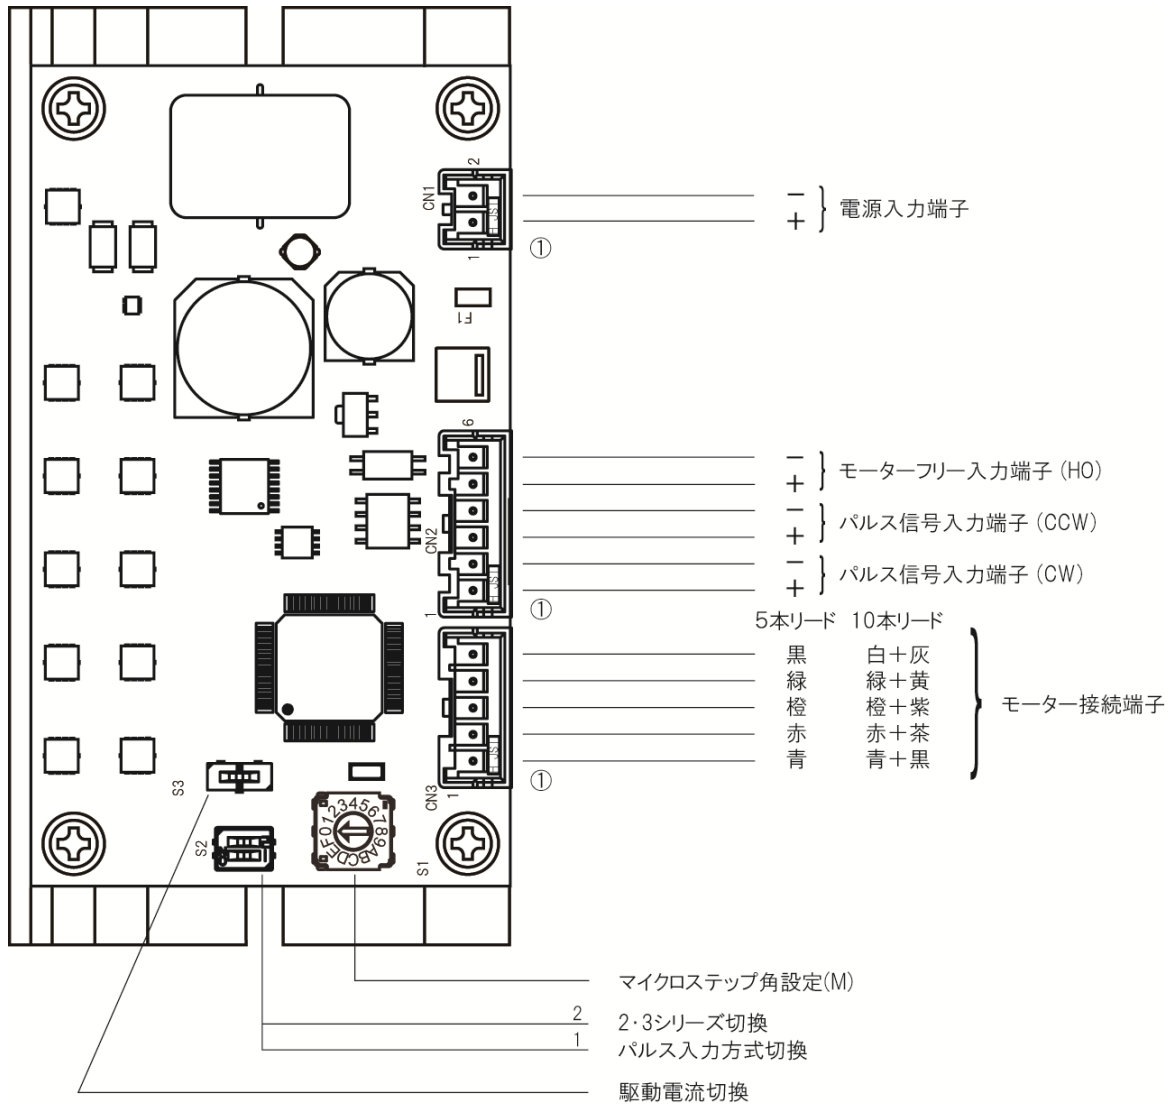 2
CN1
1
JST
①
−
+
電源入力端子
F1
6
CN2
1
JST
①
−
+
モーターフリー入力端子(HO)
−
+
パルス信号入力端子(CCW)
−
+
パルス信号入力端子(CW)
5本リード 10本リード
黒 白+灰
緑 緑+黄
橙 橙+紫
赤 赤+茶
青 青+黒
モーター接続端子
JST
①
CN3
1
S3
S2
S1
0123456789ABCDEF
マイクロステップ角設定(M)
2 2・3シリーズ切換
1 パルス入力方式切換
駆動電流切換